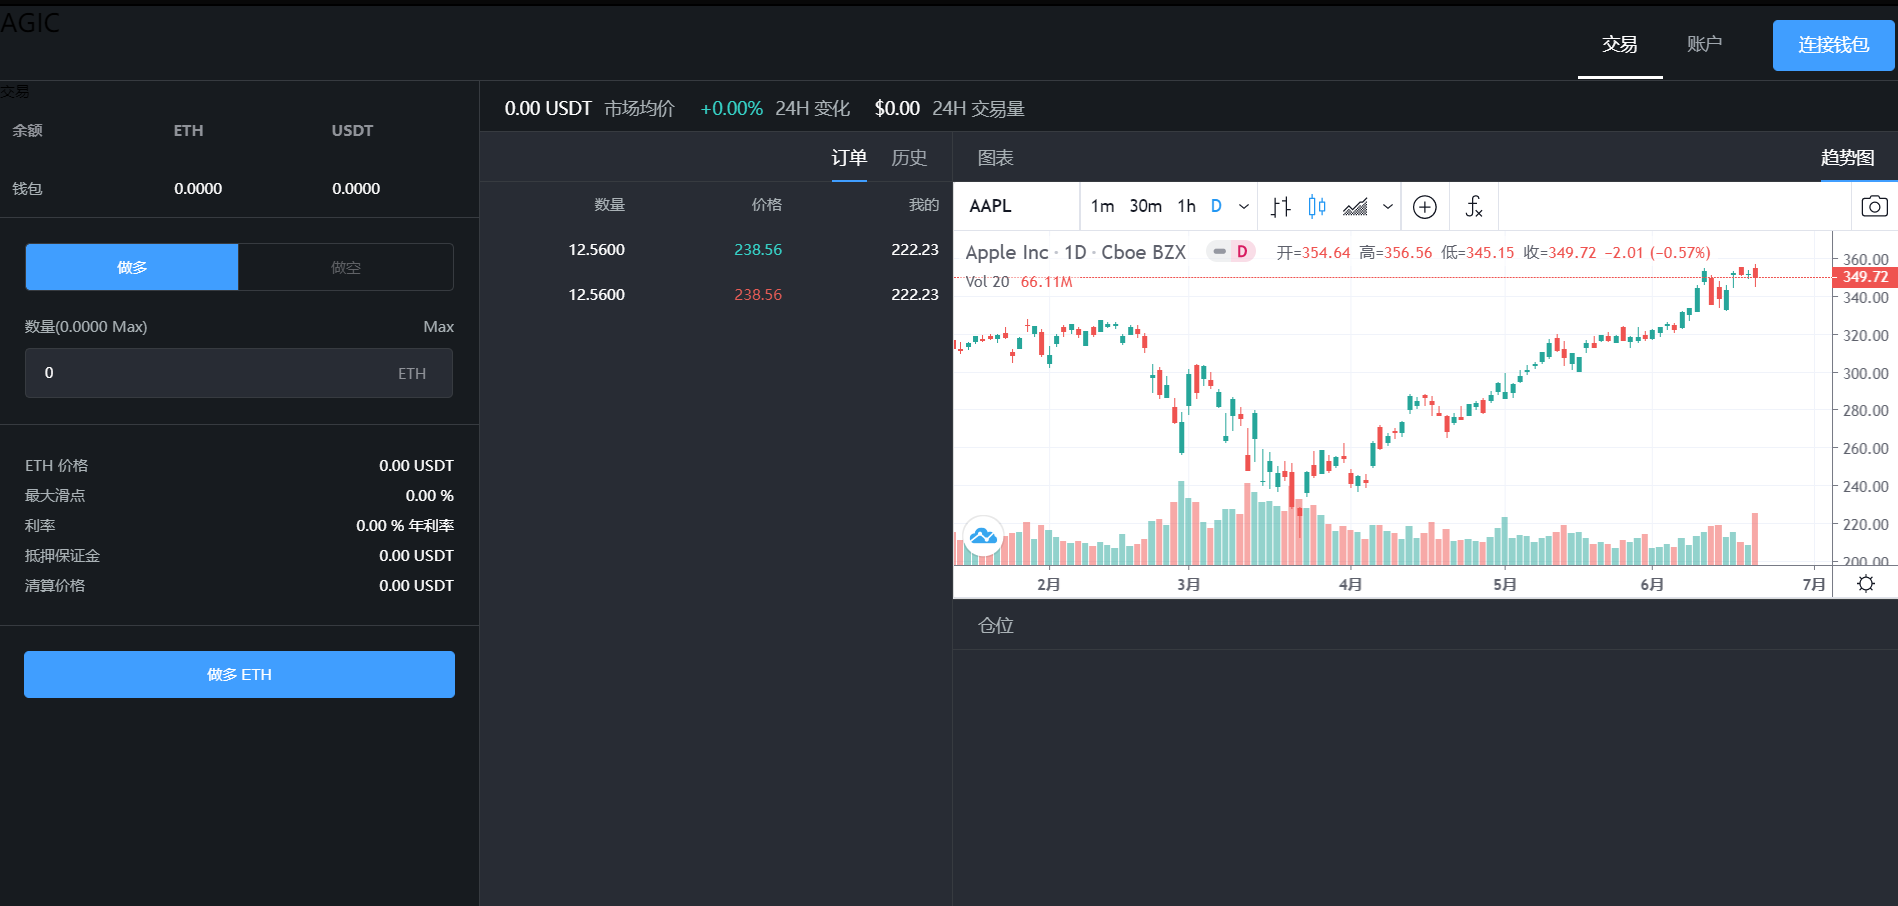 AGIC
交易 账户 连接钱包
交易
余额 ETH USDT
钱包 0.0000 0.0000
做多 做空
数量(0.0000 Max) Max
0 ETH
ETH 价格 0.00 USDT
最大滑点 0.00 %
利率 0.00 % 年利率
抵押保证金 0.00 USDT
清算价格 0.00 USDT
做多 ETH
0.00 USDT 市场均价 +0.00% 24H 变化 $0.00 24H 交易量
订单 历史
数量 价格 我的
12.5600 238.56 222.23
12.5600 238.56 222.23
图表 趋势图
AAPL 1m 30m 1h D
Apple Inc · 1D · Cboe BZX D 开=354.64 高=356.56 低=345.15 收=349.72 −2.01 (−0.57%)
Vol 20 66.11M
360.00
349.72
340.00
320.00
300.00
280.00
260.00
240.00
220.00
200.00
2月 3月 4月 5月 6月 7月
仓位